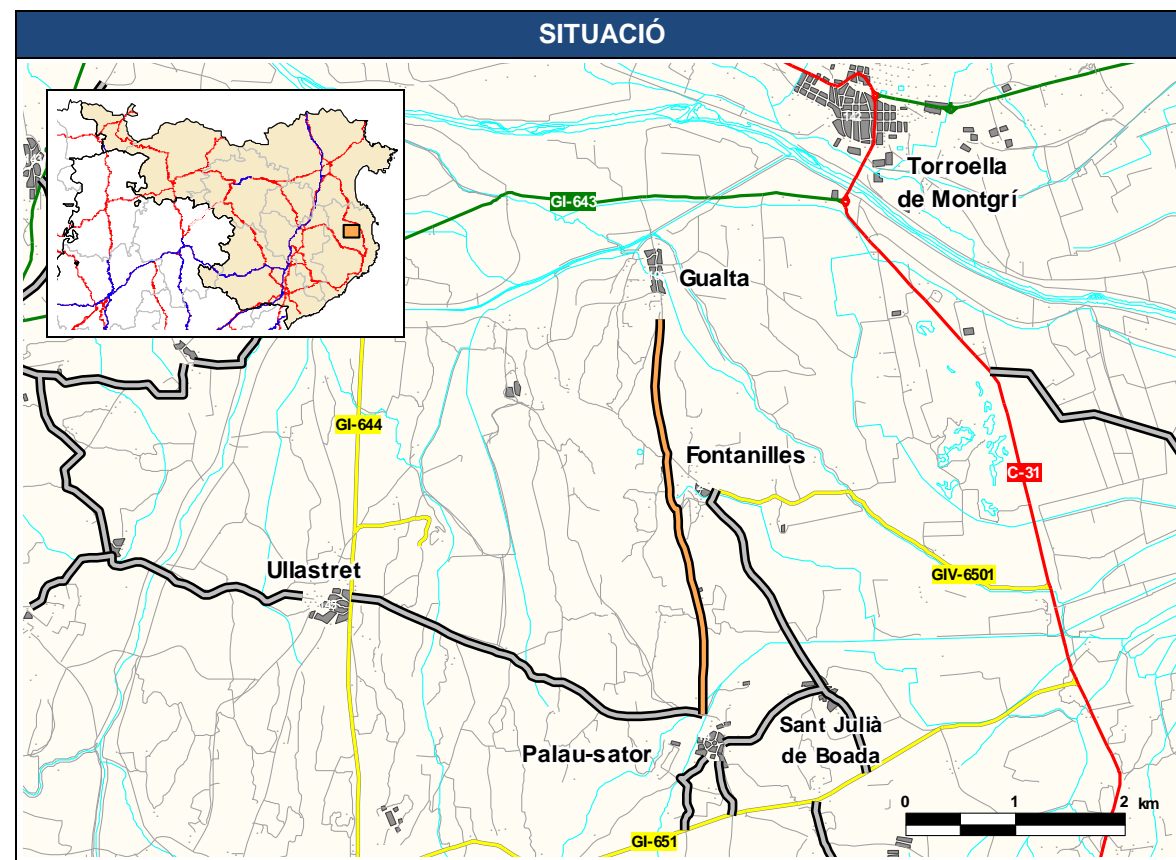 SITUACIÓ
Torroella
de Montgrí
GI-643
Gualta
GI-644
Fontanilles
C-31
Ullastret
GIV-6501
Sant Julià
de Boada
Palau-sator
0 1 2 km
GI-651